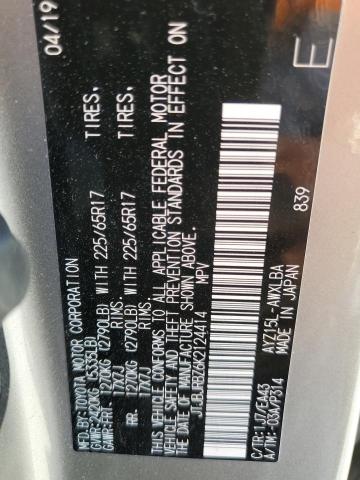 MFD.BY:TOYOTA MOTOR CORPORATION 04/19
GVWR:2420KG (5335LB)
GAWR:FRT. 1270KG (2790LB) WITH 225/65R17 TIRES.
17X7J RIMS.
RR. 1270KG (2790LB) WITH 225/65R17 TIRES.
17X7J RIMS.
THIS VEHICLE CONFORMS TO ALL APPLICABLE FEDERAL MOTOR
VEHICLE SAFETY AND THEFT PREVENTION STANDARDS IN EFFECT ON
THE DATE OF MANUFACTURE SHOWN ABOVE.
JTJBJRBZ6K2124414
MPV
C/TR:1J7/EA43
A/TM:-03A/P314
AYZ15L-AWXLBA
MADE IN JAPAN
839
E